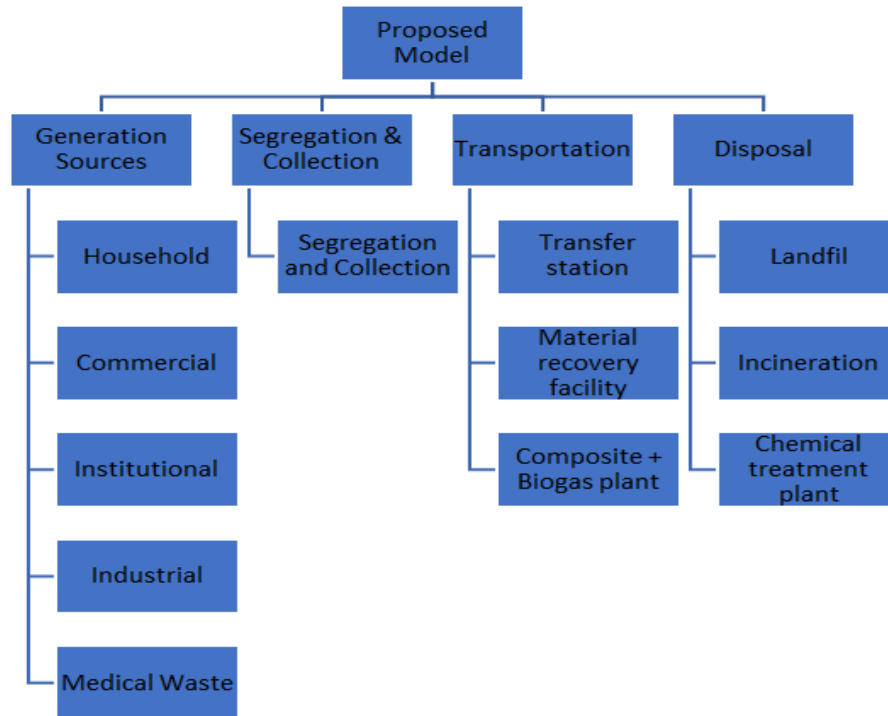 Proposed
Model
Generation
Sources
Segregation &
Collection
Transportation
Disposal
Household
Commercial
Institutional
Industrial
Medical Waste
Segregation
and Collection
Transfer
station
Material
recovery
facility
Composite +
Biogas plant
Landfil
Incineration
Chemical
treatment
plant